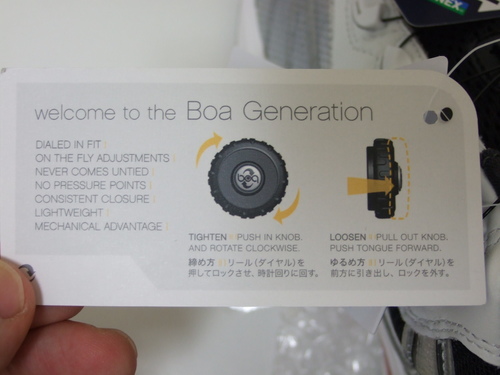 welcome to the Boa Generation
DIALED IN FIT
ON THE FLY ADJUSTMENTS
NEVER COMES UNTIED
NO PRESSURE POINTS
CONSISTENT CLOSURE
LIGHTWEIGHT
MECHANICAL ADVANTAGE
boa
TIGHTEN PUSH IN KNOB.
AND ROTATE CLOCKWISE.
締め方 リール(ダイヤル)を
押してロックさせ、時計回りに回す。
LOOSEN PULL OUT KNOB.
PUSH TONGUE FORWARD.
ゆるめ方 リール(ダイヤル)を
前方に引き出し、ロックを外す。